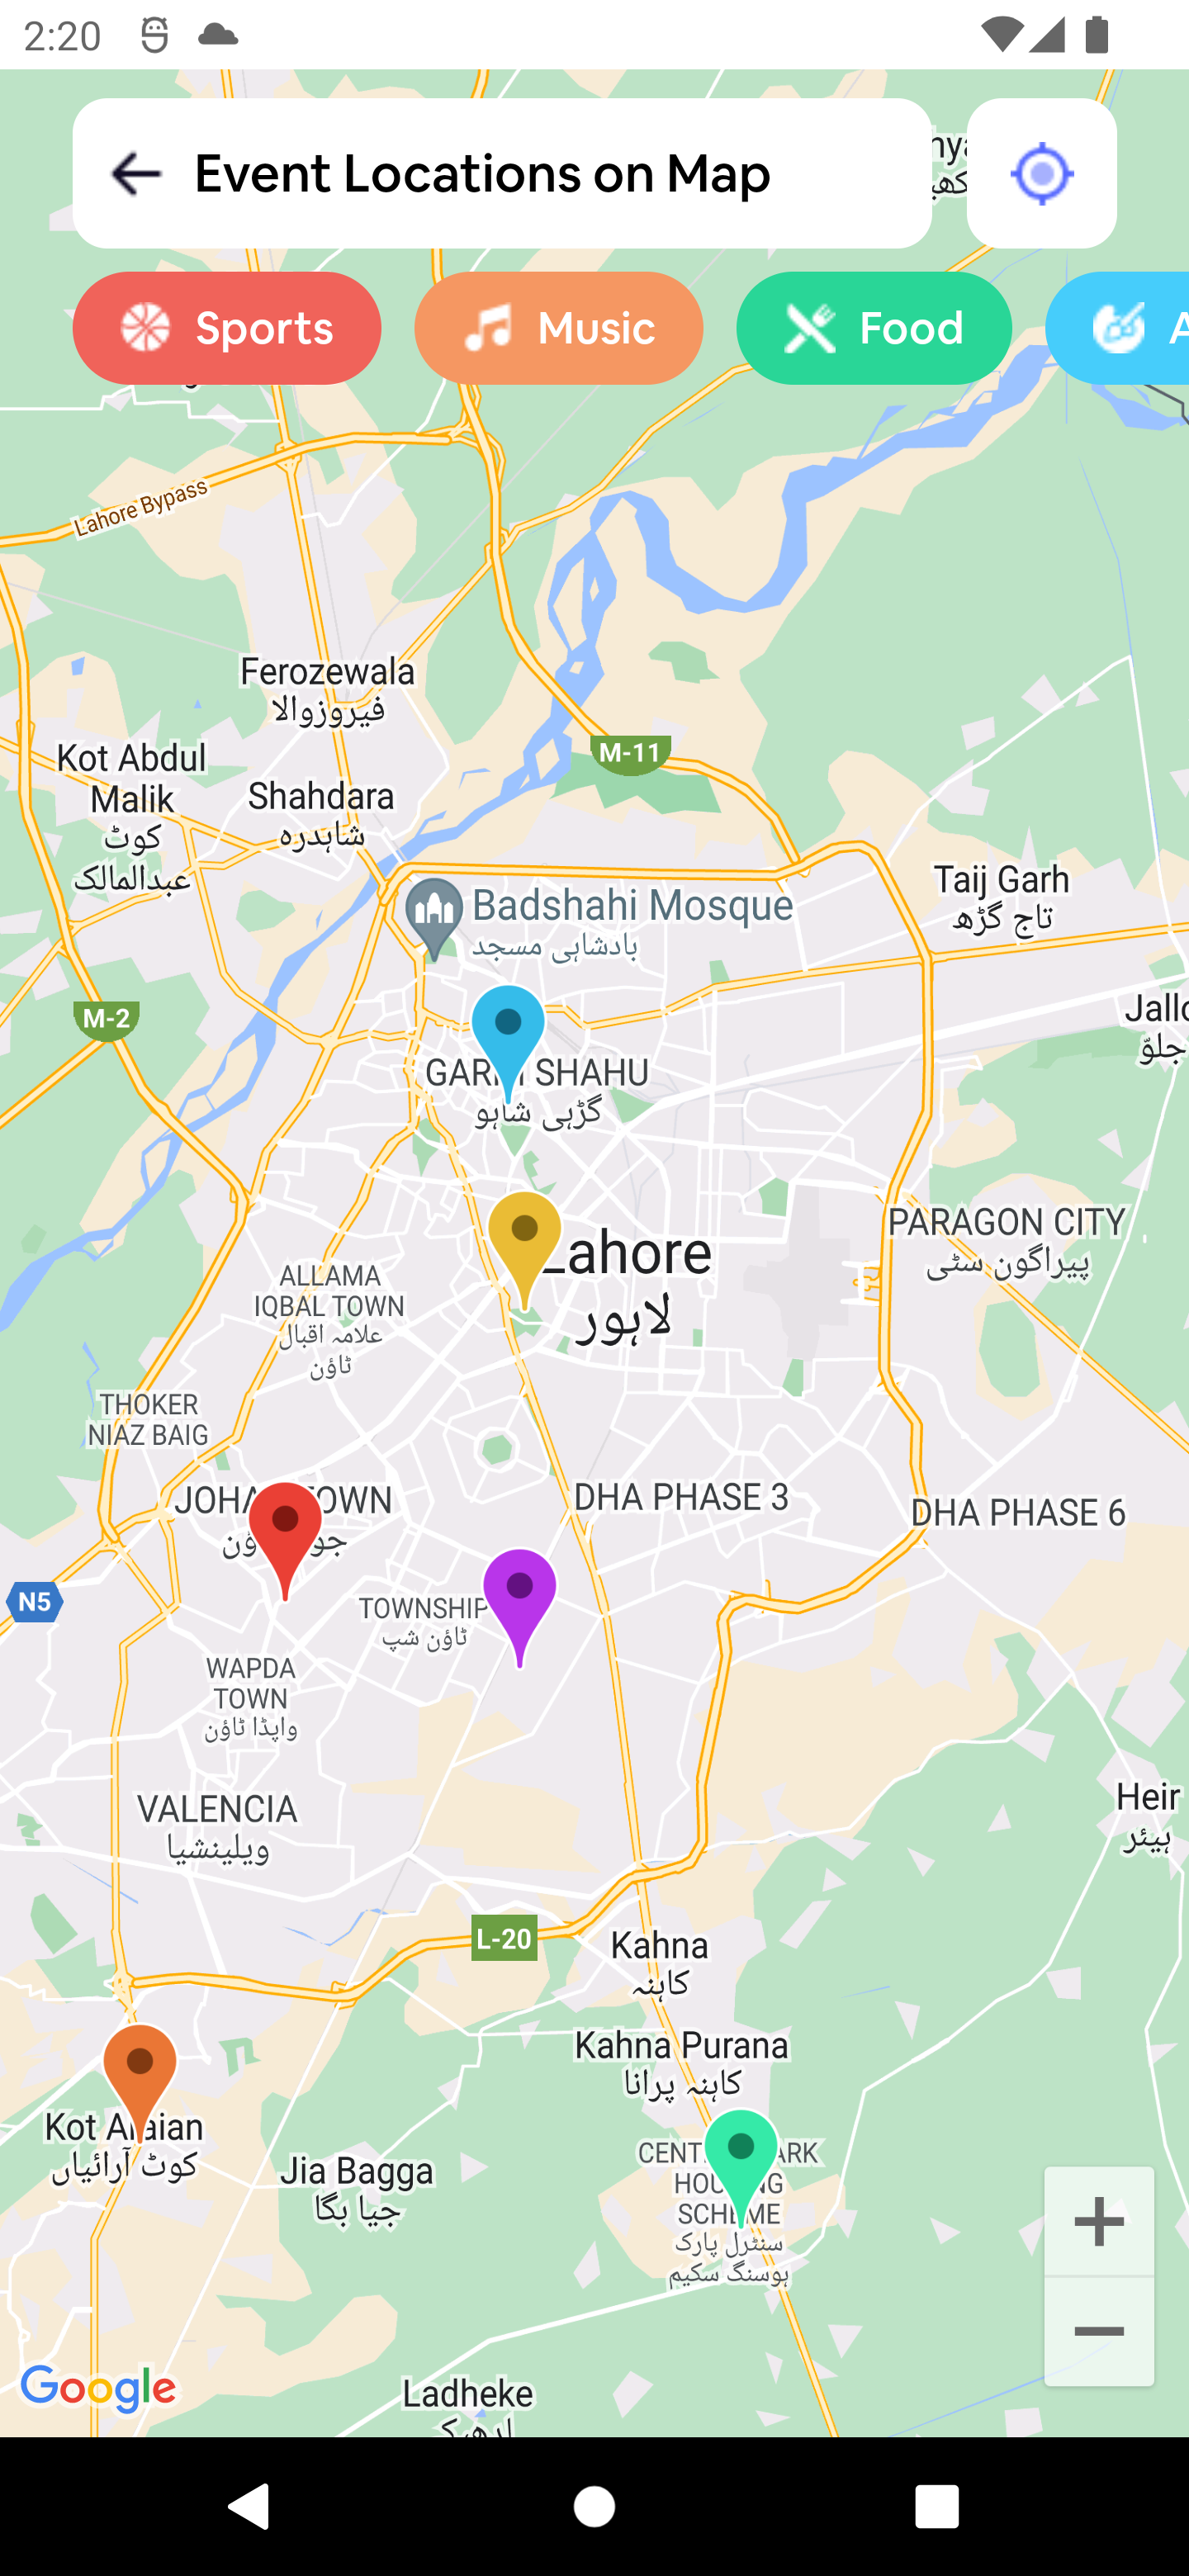 2:20
Event Locations on Map
Sports
Music
Food
Lahore Bypass
Ferozewala
فیروزوالا
Kot Abdul
Malik
کوٹ
عبدالمالک
Shahdara
شاہدرہ
M-11
Taij Garh
تاج گڑھ
Badshahi Mosque
بادشاہی مسجد
M-2
SHAHU
گڑہی شاہو
Lahore
لاہور
PARAGON CITY
پیراگون سٹی
ALLAMA
IQBAL TOWN
علامہ اقبال
ٹاؤن
THOKER
NIAZ BAIG
DHA PHASE 3
DHA PHASE 6
N5
TOWNSHIP
ٹاؤن شپ
WAPDA
TOWN
واپڈا ٹاؤن
VALENCIA
ویلینشیا
Heir
ہیئر
L-20
Kahna
کاہنہ
Kahna Purana
کاہنہ پرانا
Kot
کوٹ آرائیاں
Jia Bagga
جیا بگا
SCHEME
سنٹرل پارک
ہوسنگ سکیم
Google
Ladheke